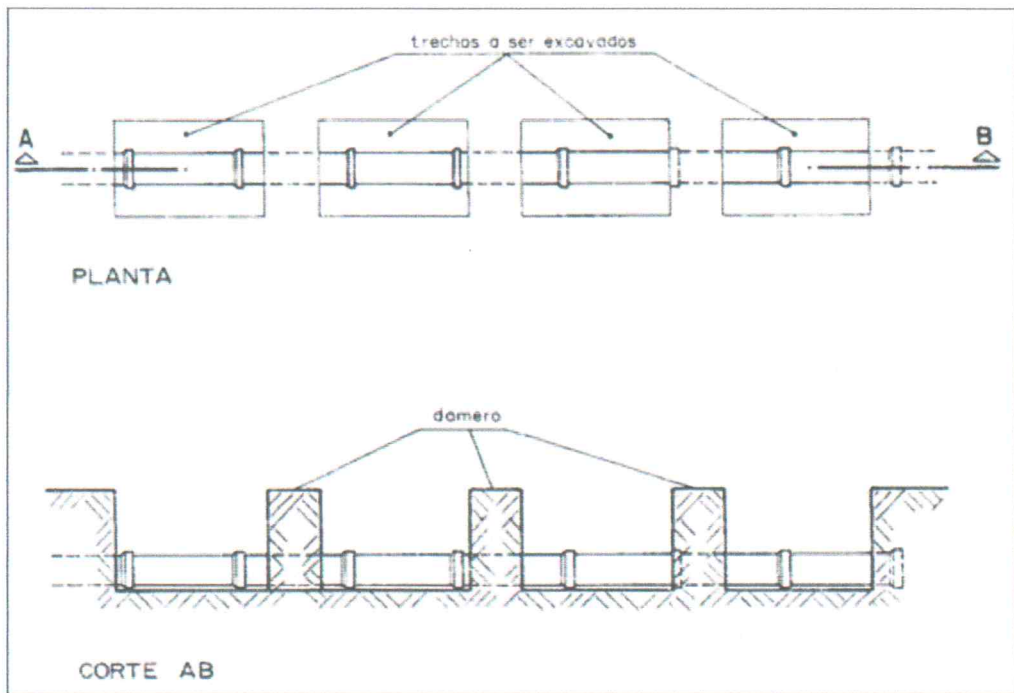 trechos a ser excavados
A
B
PLANTA
damero
CORTE AB